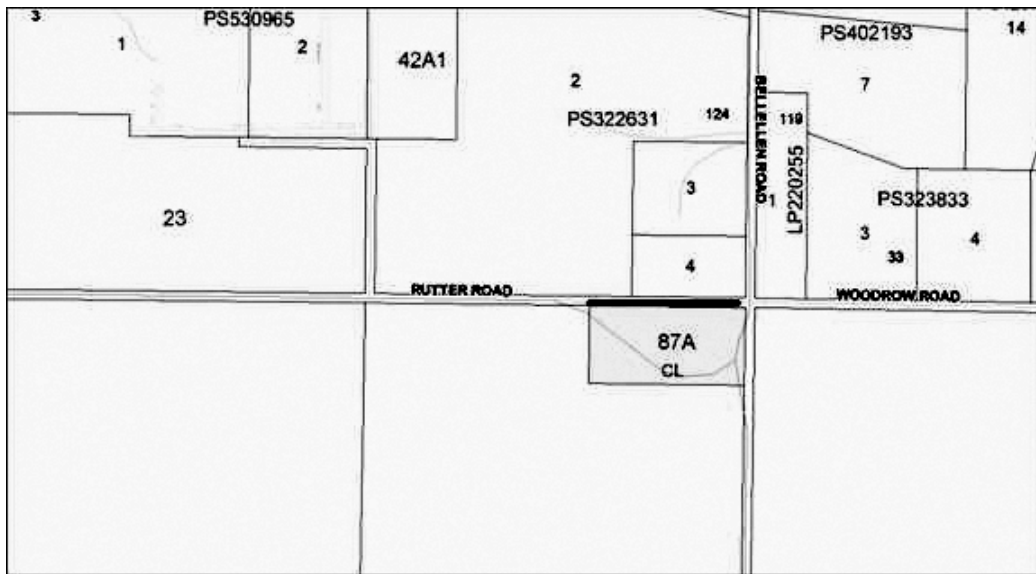 3
PS530965
1
2
42A1
2
PS322631
124
BELLELLEN ROAD
119
PS402193
7
14
3
1
LP220255
PS323833
3
33
4
23
4
RUTTER ROAD
WOODROW ROAD
87A
CL